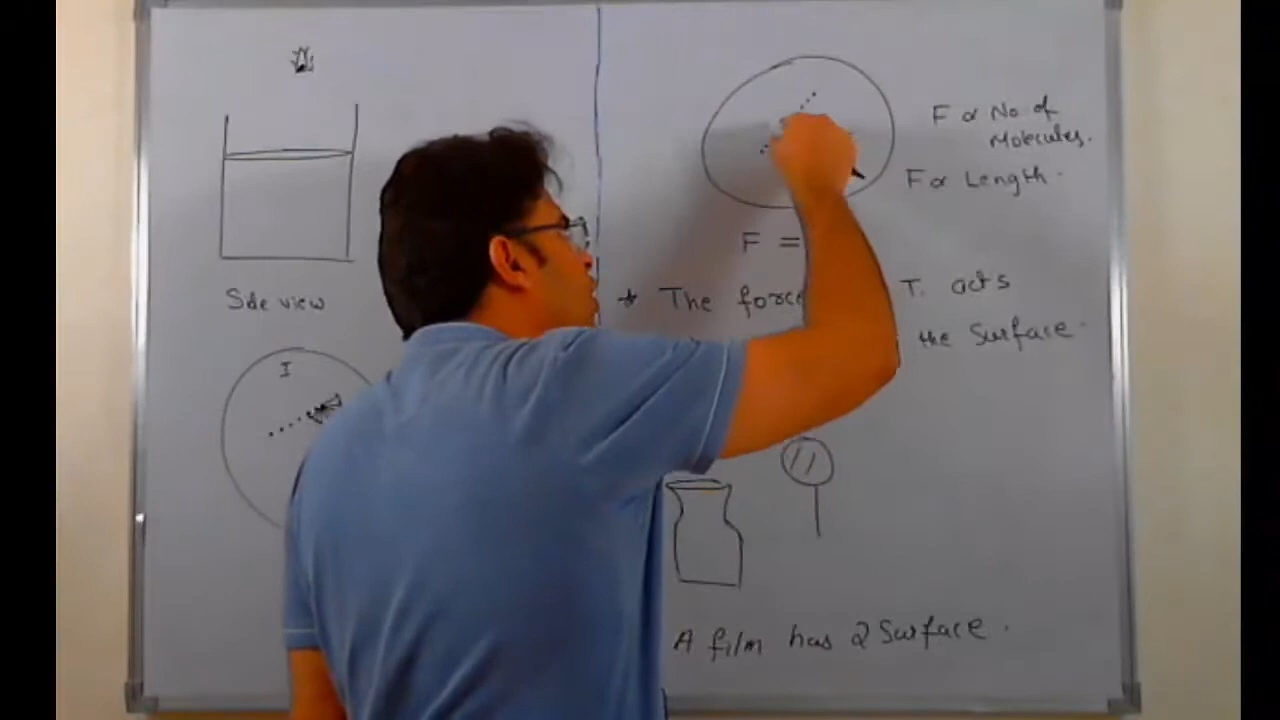 Side view
I
F α No of
Molecules.
F α Length.
F =
* The force T. acts
the Surface.
A film has 2 Surface.